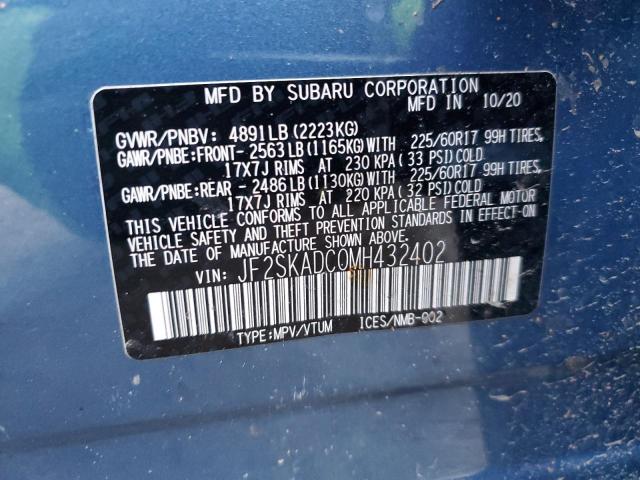 MFD BY SUBARU CORPORATION
MFD IN 10/20
GVWR/PNBV: 4891LB(2223KG)
GAWR/PNBE:FRONT-2563LB(1165KG)WITH 225/60R17 99H TIRES,
17X7J RIMS AT 230 KPA(33 PSI)COLD
GAWR/PNBE:REAR -2486LB(1130KG)WITH 225/60R17 99H TIRES,
17X7J RIMS AT 220 KPA(32 PSI)COLD
THIS VEHICLE CONFORMS TO ALL APPLICABLE FEDERAL MOTOR
VEHICLE SAFETY AND THEFT PREVENTION STANDARDS IN EFFECT ON
THE DATE OF MANUFACTURE SHOWN ABOVE.
VIN: JF2SKADC0MH432402
TYPE:MPV/VTUM ICES/NMB-002